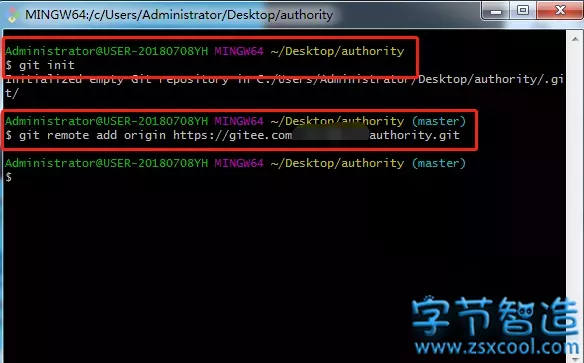 MINGW64:/c/Users/Administrator/Desktop/authority
Administrator@USER-20180708YH MINGW64 ~/Desktop/authority
$ git init
Initialized empty Git repository in C:/Users/Administrator/Desktop/authority/.gi
t/
Administrator@USER-20180708YH MINGW64 ~/Desktop/authority (master)
$ git remote add origin https://gitee.com authority.git
Administrator@USER-20180708YH MINGW64 ~/Desktop/authority (master)
$
字节智造
www.zsxcool.com